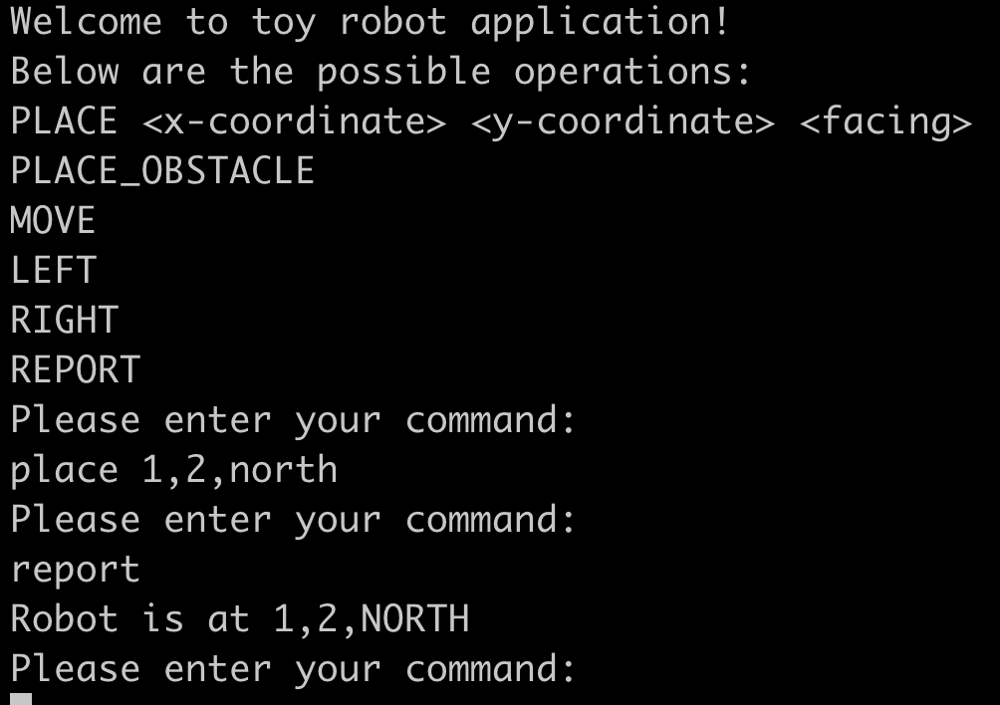 Welcome to toy robot application!
Below are the possible operations:
PLACE <x-coordinate> <y-coordinate> <facing>
PLACE_OBSTACLE
MOVE
LEFT
RIGHT
REPORT
Please enter your command:
place 1,2,north
Please enter your command:
report
Robot is at 1,2,NORTH
Please enter your command: